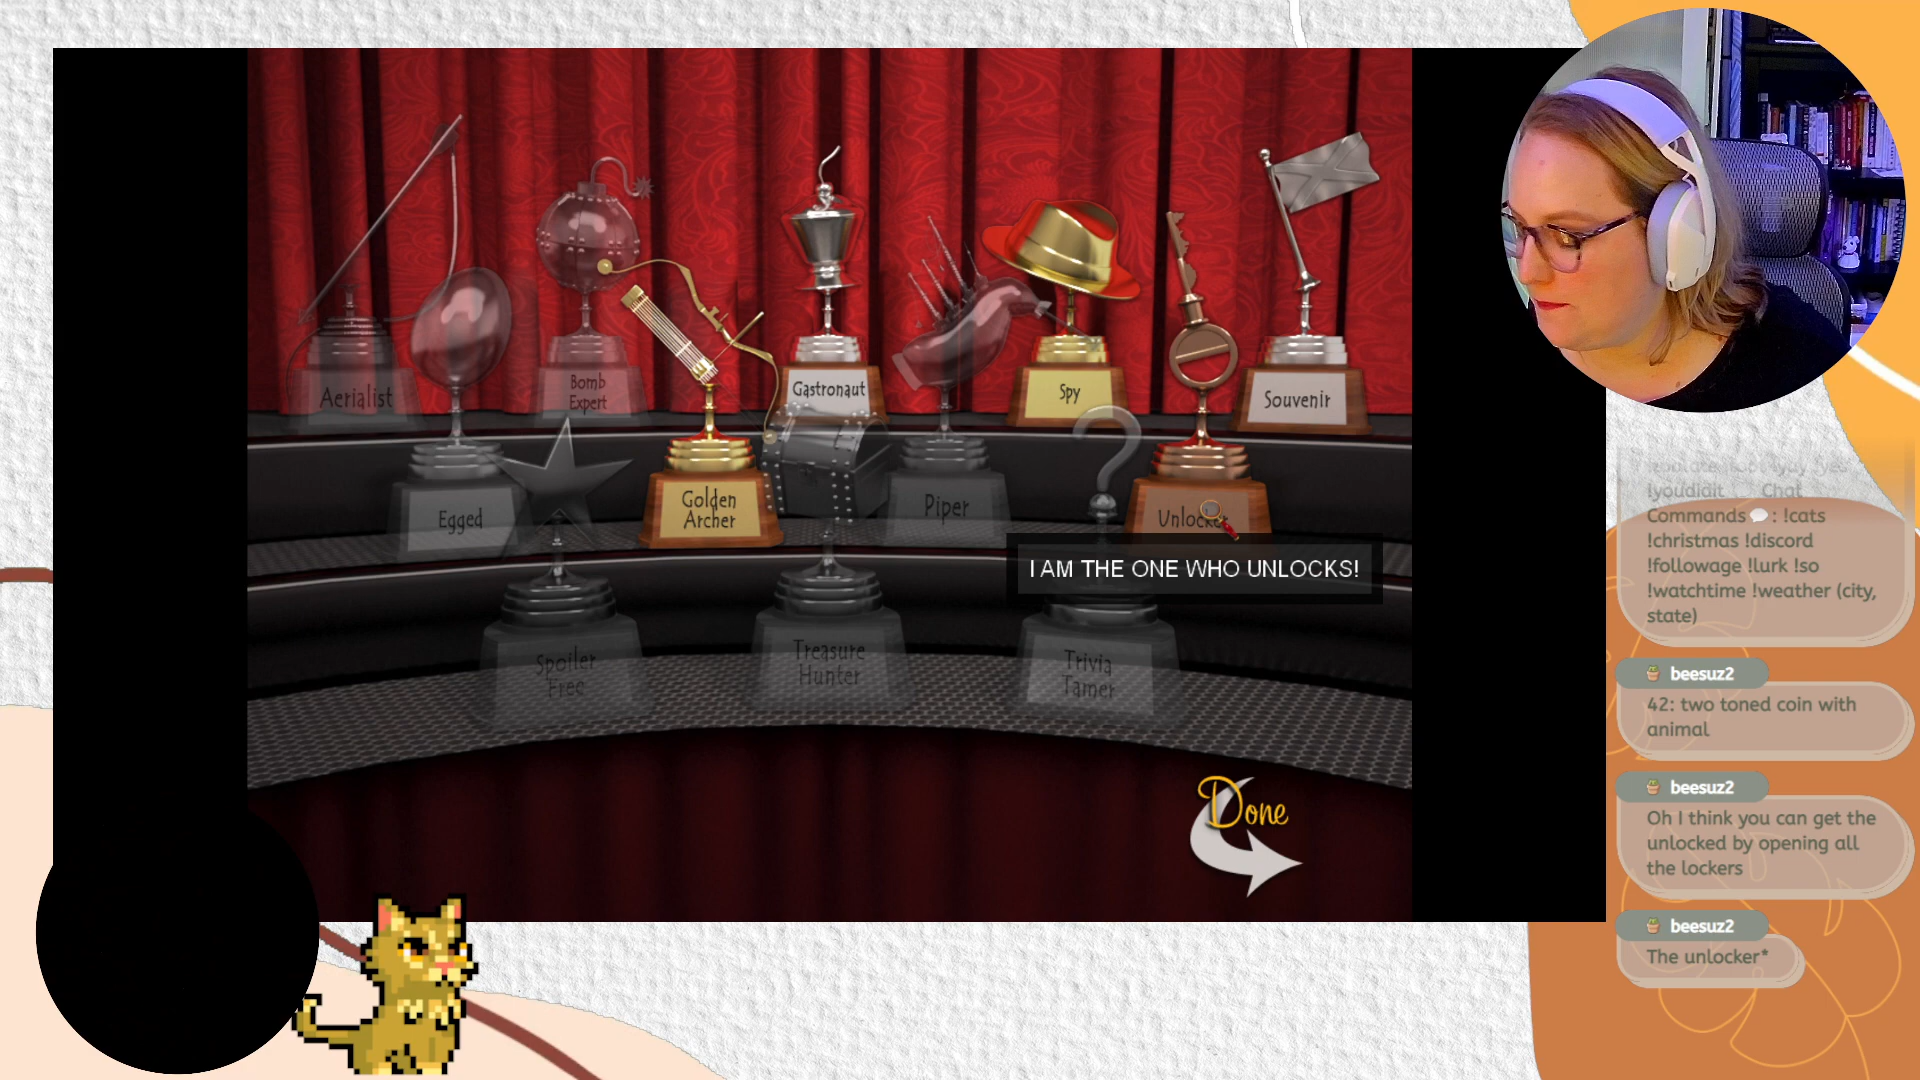 Aerialist
Bomb
Expert
Gastronaut
Spy
Souvenir
Egged
Golden
Archer
Piper
Unlocker
I AM THE ONE WHO UNLOCKS!
Spoiler
Free
Treasure
Hunter
Trivia
Tamer
Done
!youdidit Chat
Commands 💬 : !cats
!christmas !discord
!followage !lurk !so
!watchtime !weather (city,
state)
beesuz2
42: two toned coin with
animal
beesuz2
Oh I think you can get the
unlocked by opening all
the lockers
beesuz2
The unlocker*